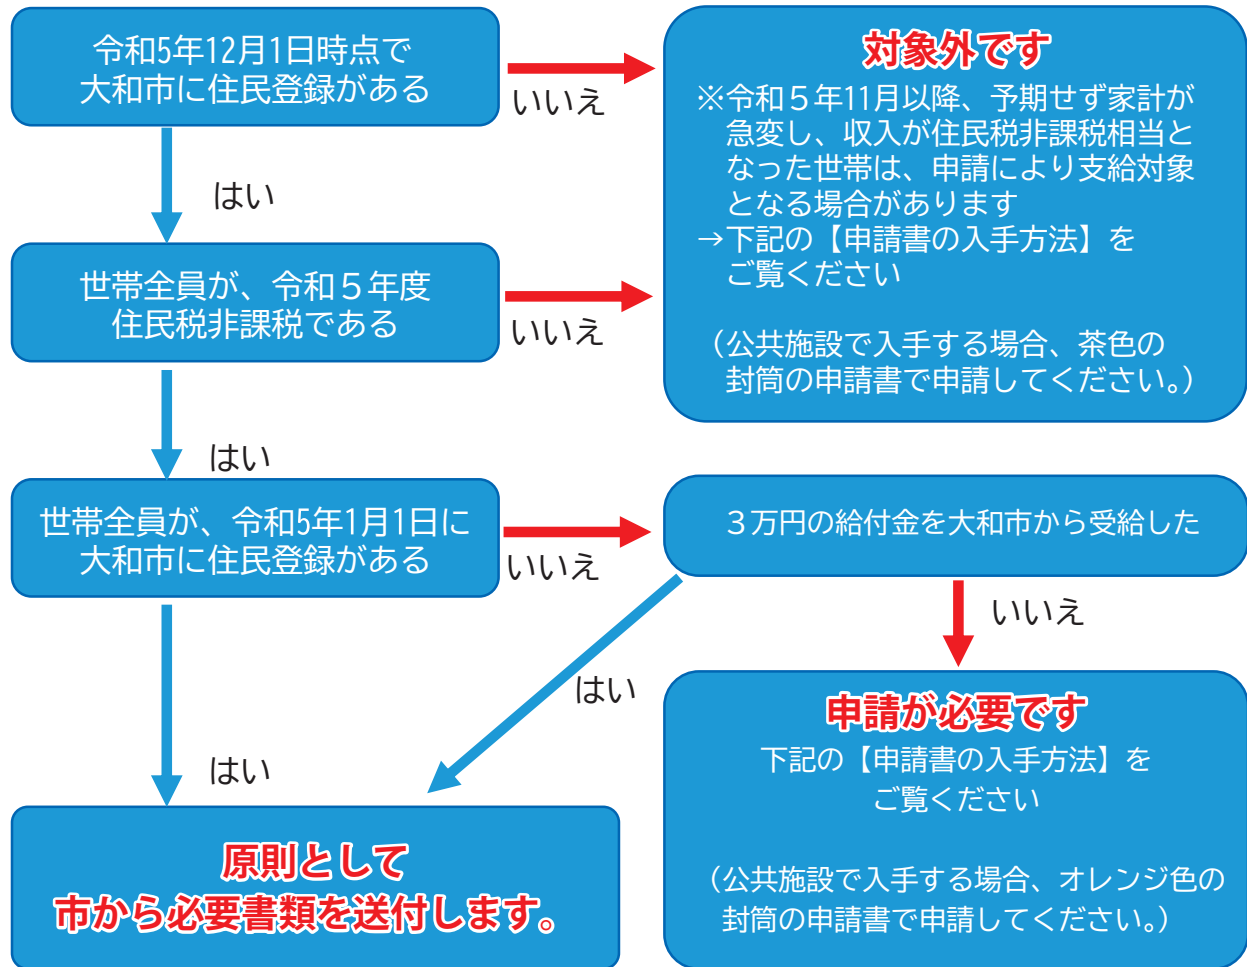 令和5年12月1日時点で
大和市に住民登録がある
いいえ
対象外です
※令和５年11月以降、予期せず家計が
急変し、収入が住民税非課税相当と
なった世帯は、申請により支給対象
となる場合があります
→下記の【申請書の入手方法】を
ご覧ください
（公共施設で入手する場合、茶色の
封筒の申請書で申請してください。）
はい
世帯全員が、令和５年度
住民税非課税である
いいえ
はい
世帯全員が、令和5年1月1日に
大和市に住民登録がある
いいえ
３万円の給付金を大和市から受給した
いいえ
はい
申請が必要です
下記の【申請書の入手方法】を
ご覧ください
（公共施設で入手する場合、オレンジ色の
封筒の申請書で申請してください。）
はい
原則として
市から必要書類を送付します。